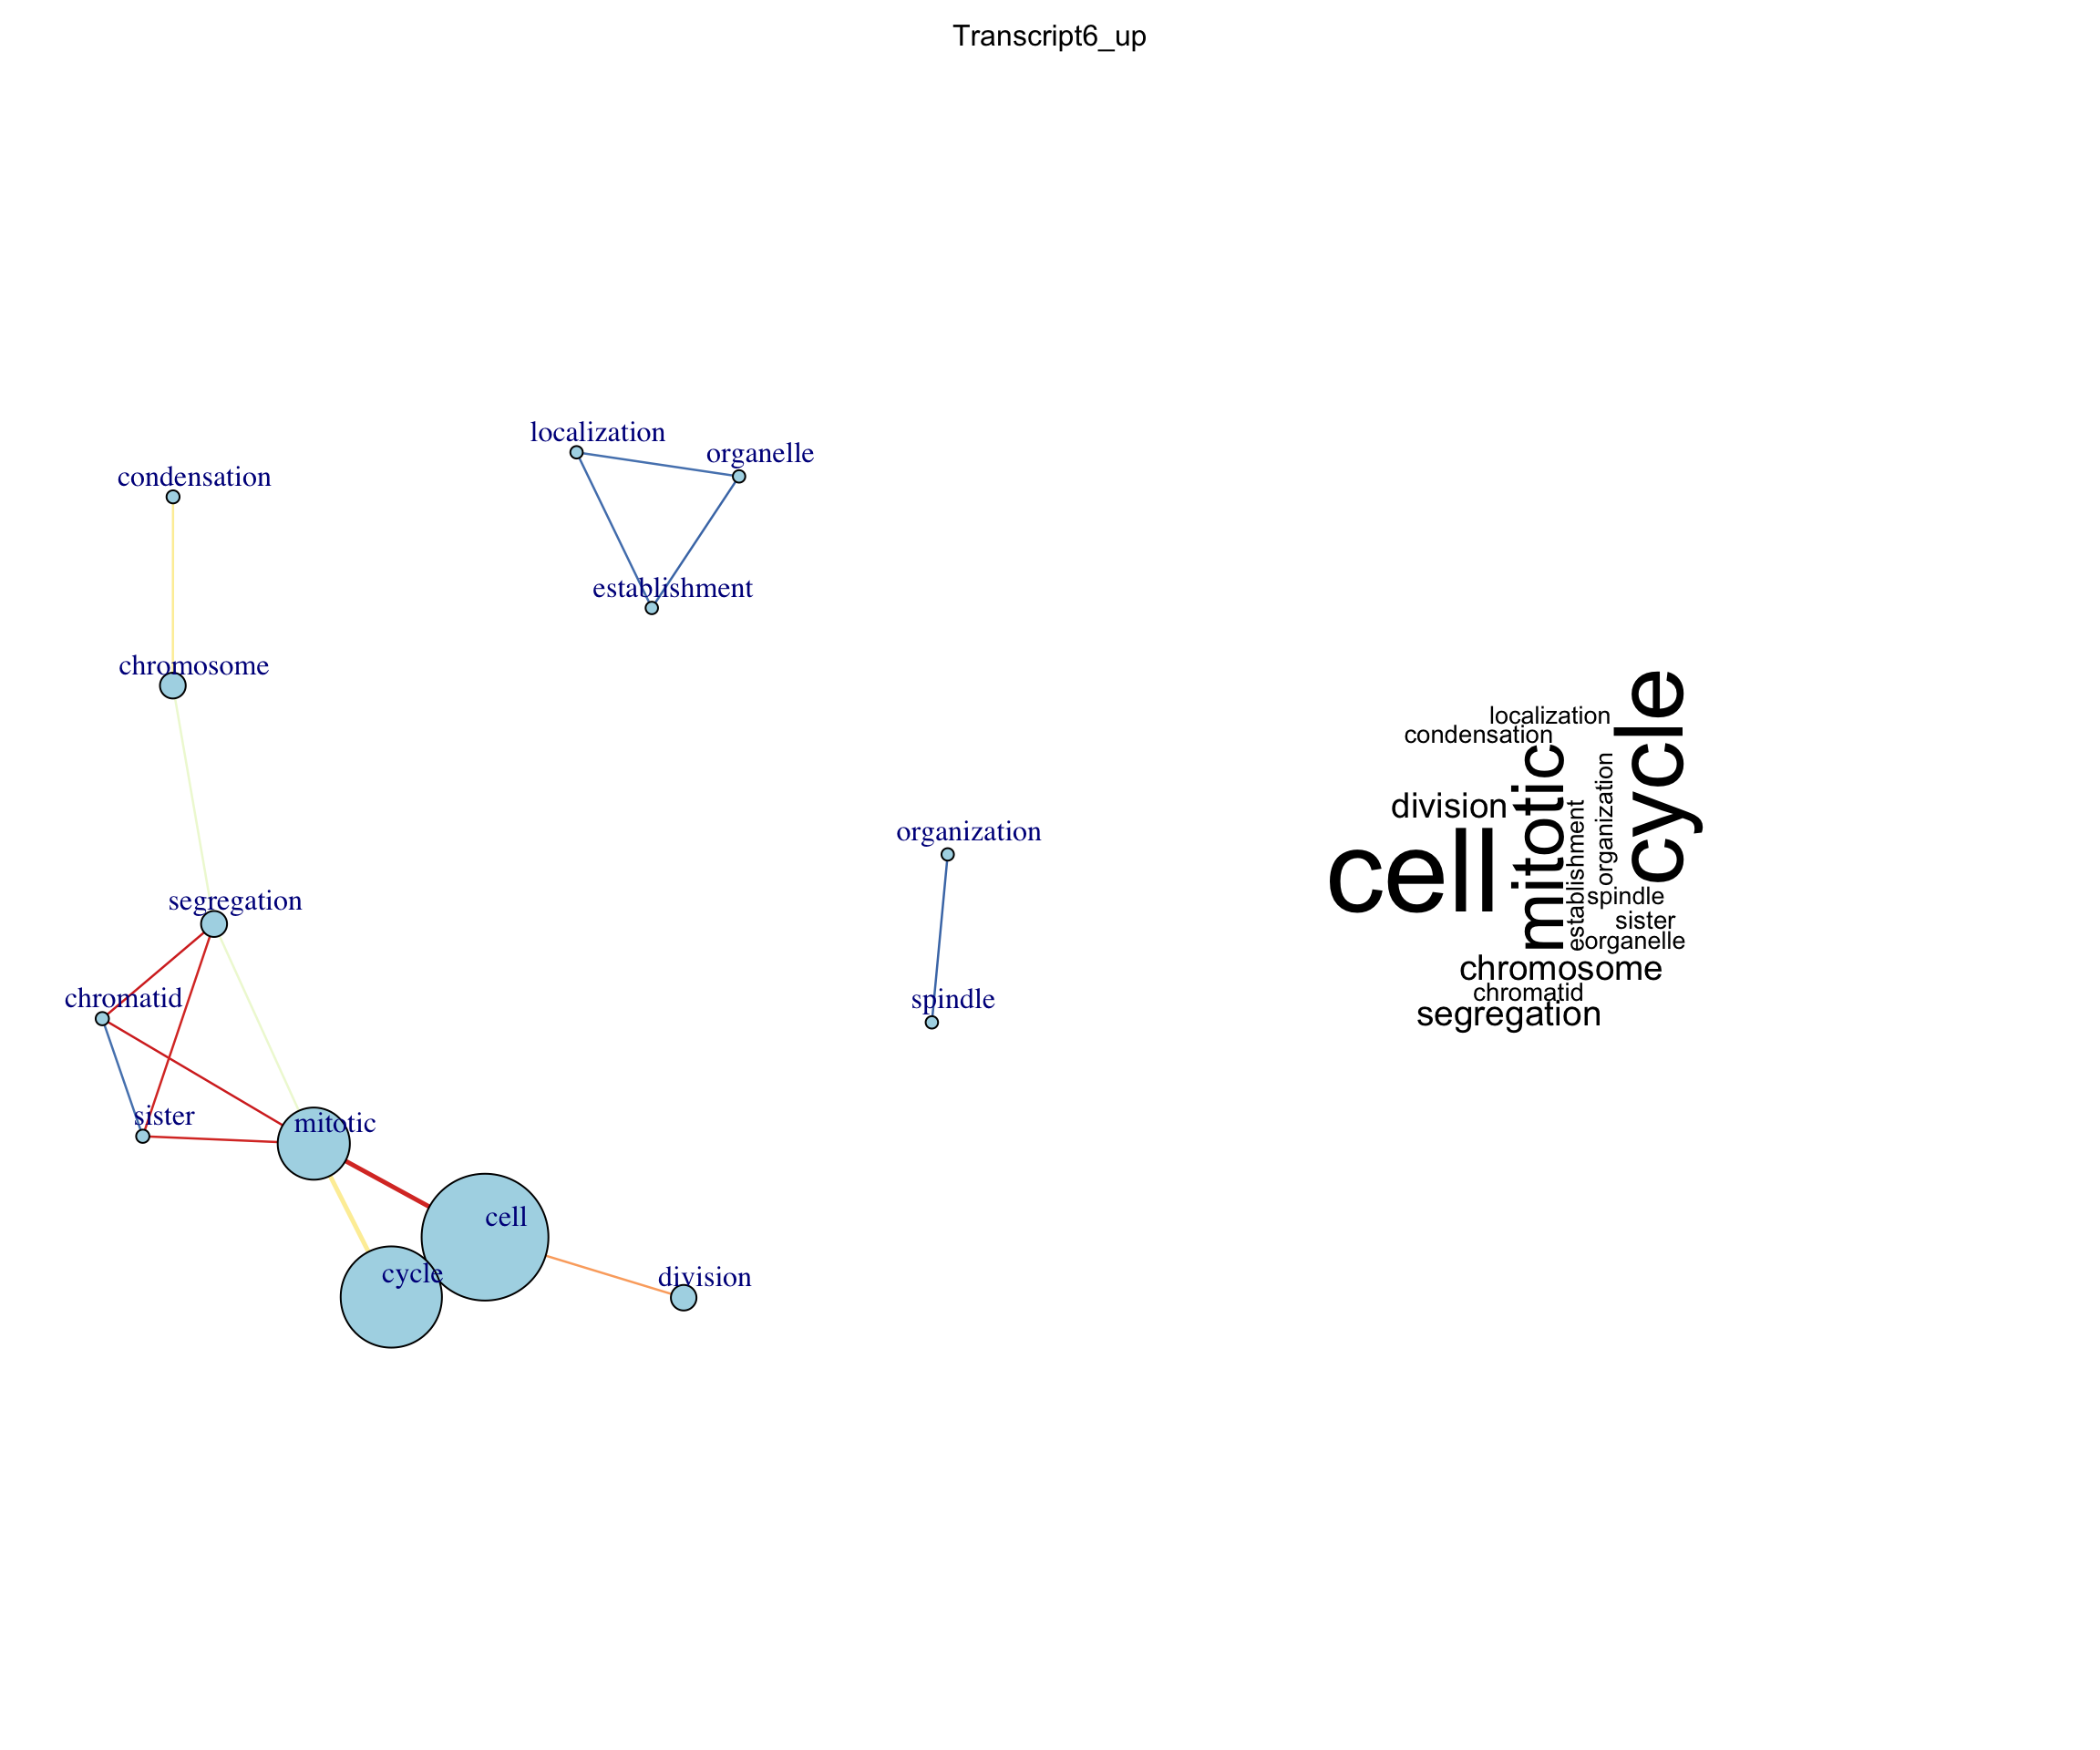 Transcript6_up
localization
organelle
condensation
establishment
chromosome
organization
segregation
chromatid
spindle
sister
mitotic
cell
cycle
division
localization
condensation
cycle
mitotic
organization
division
establishment
cell
spindle
sister
organelle
chromosome
chromatid
segregation